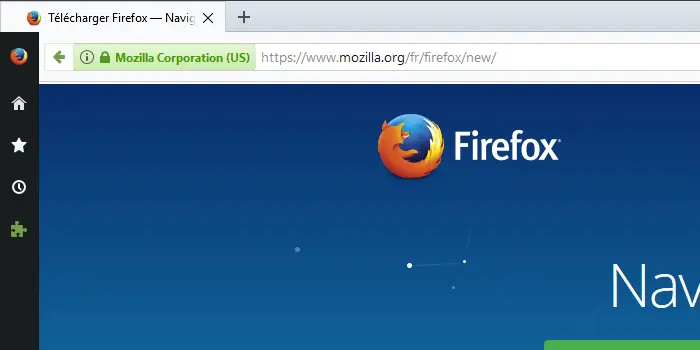 Télécharger Firefox — Navig
Mozilla Corporation (US)
https://www.mozilla.org/fr/firefox/new/
Firefox
Nav